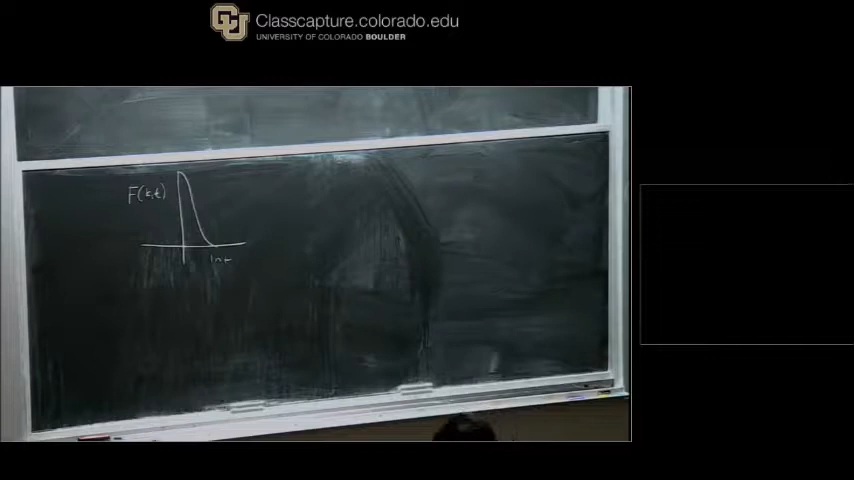 Classcapture.colorado.edu
UNIVERSITY OF COLORADO BOULDER
F(k,t)
ln t